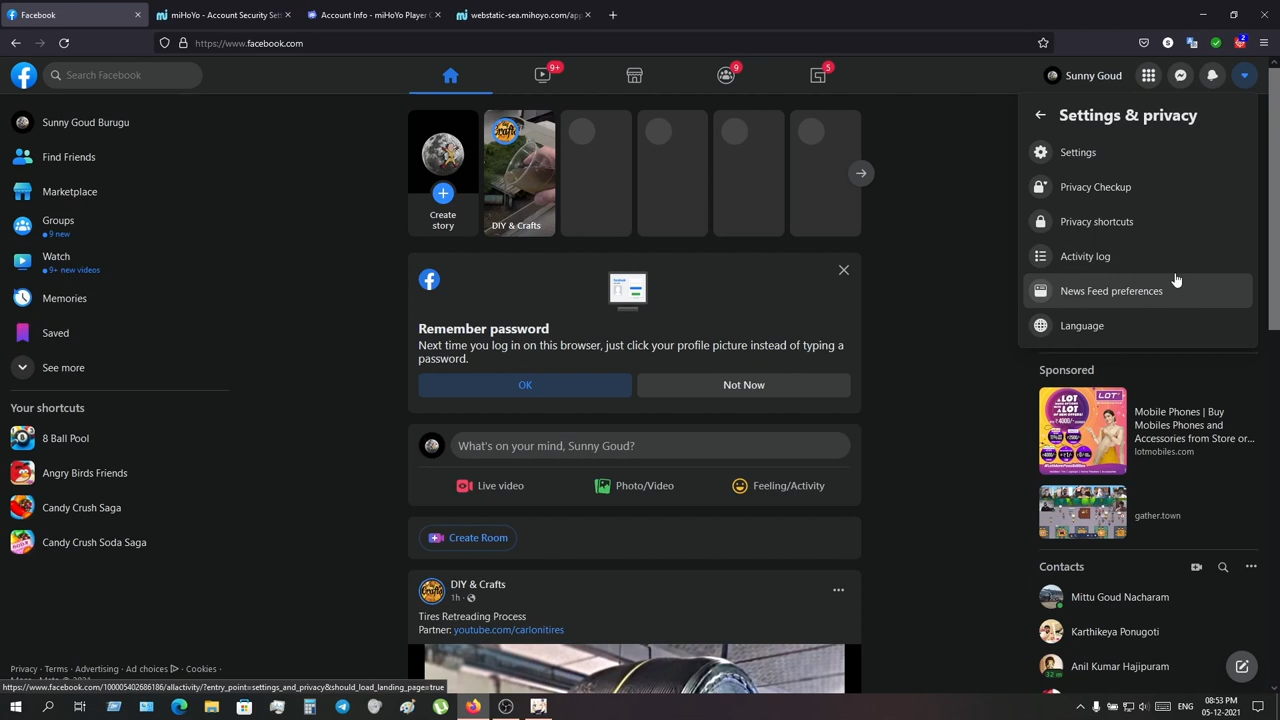 Facebook
miHoYo - Account Security Sett
Account Info - miHoYo Player C
webstatic-sea.mihoyo.com/app
https://www.facebook.com
2
Search Facebook
9+
9
5
Sunny Goud
Settings & privacy
Settings
Privacy Checkup
Privacy shortcuts
Activity log
News Feed preferences
Language
Sunny Goud Burugu
Find Friends
Marketplace
Groups
9 new
Watch
9+ new videos
Memories
Saved
See more
Your shortcuts
8 Ball Pool
Angry Birds Friends
Candy Crush Saga
Candy Crush Soda Saga
Privacy · Terms · Advertising · Ad choices · Cookies ·
Crafts
Create
story
DIY & Crafts
Remember password
Next time you log in on this browser, just click your profile picture instead of typing a
password.
OK
Not Now
What's on your mind, Sunny Goud?
Live video
Photo/Video
Feeling/Activity
Create Room
DIY & Crafts
1h ·
Tires Retreading Process
Partner: youtube.com/carlonitires
Sponsored
LOT
Mobile Phones | Buy
Mobile Phones and
Accessories from Store or...
lotmobiles.com
gather.town
Contacts
Mittu Goud Nacharam
Karthikeya Ponugoti
Anil Kumar Hajipuram
32 m
https://www.facebook.com/100005402686186/allactivity/?entry_point=settings_and_privacy&should_load_landing_page=true
08:53 PM
05-12-2021